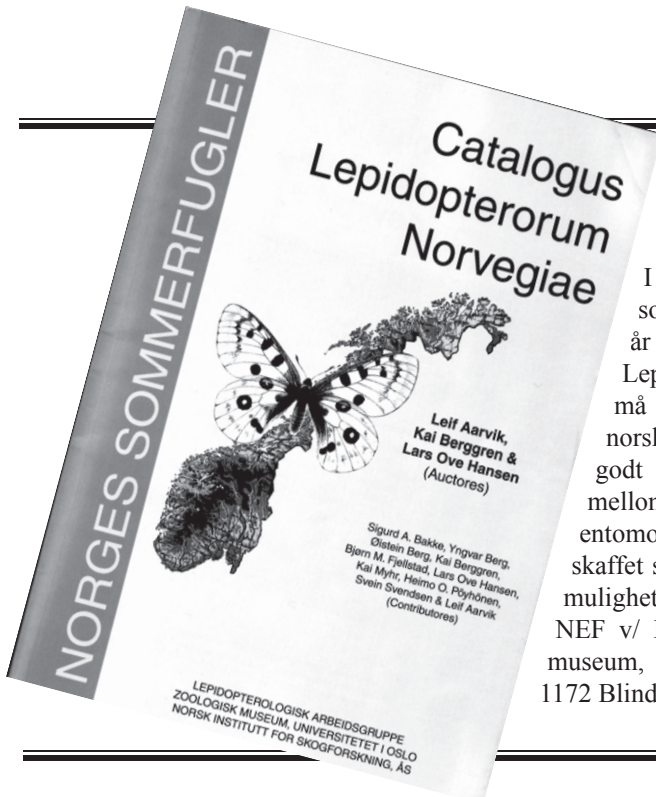 NORGES SOMMERFUGLER
Catalogus
Lepidopterorum
Norvegiae
Leif Aarvik,
Kai Berggren &
Lars Ove Hansen
(Auctores)
Sigurd A. Bakke, Yngvar Berg,
Øistein Berg, Kai Berggren,
Bjørn M. Fjellstad, Lars Ove Hansen,
Kai Myhr, Heimo O. Pöyhönen,
Svein Svendsen & Leif Aarvik
(Contributores)
LEPIDOPTEROLOGISK ARBEIDSGRUPPE
ZOOLOGISK MUSEUM, UNIVERSITETET I OSLO
NORSK INSTITUTT FOR SKOGFORSKNING, ÅS
I
so
år
Lep
må
norsk
godt
mellon
entomo
skaffet s
mulighet
NEF v/
museum,
1172 Blind